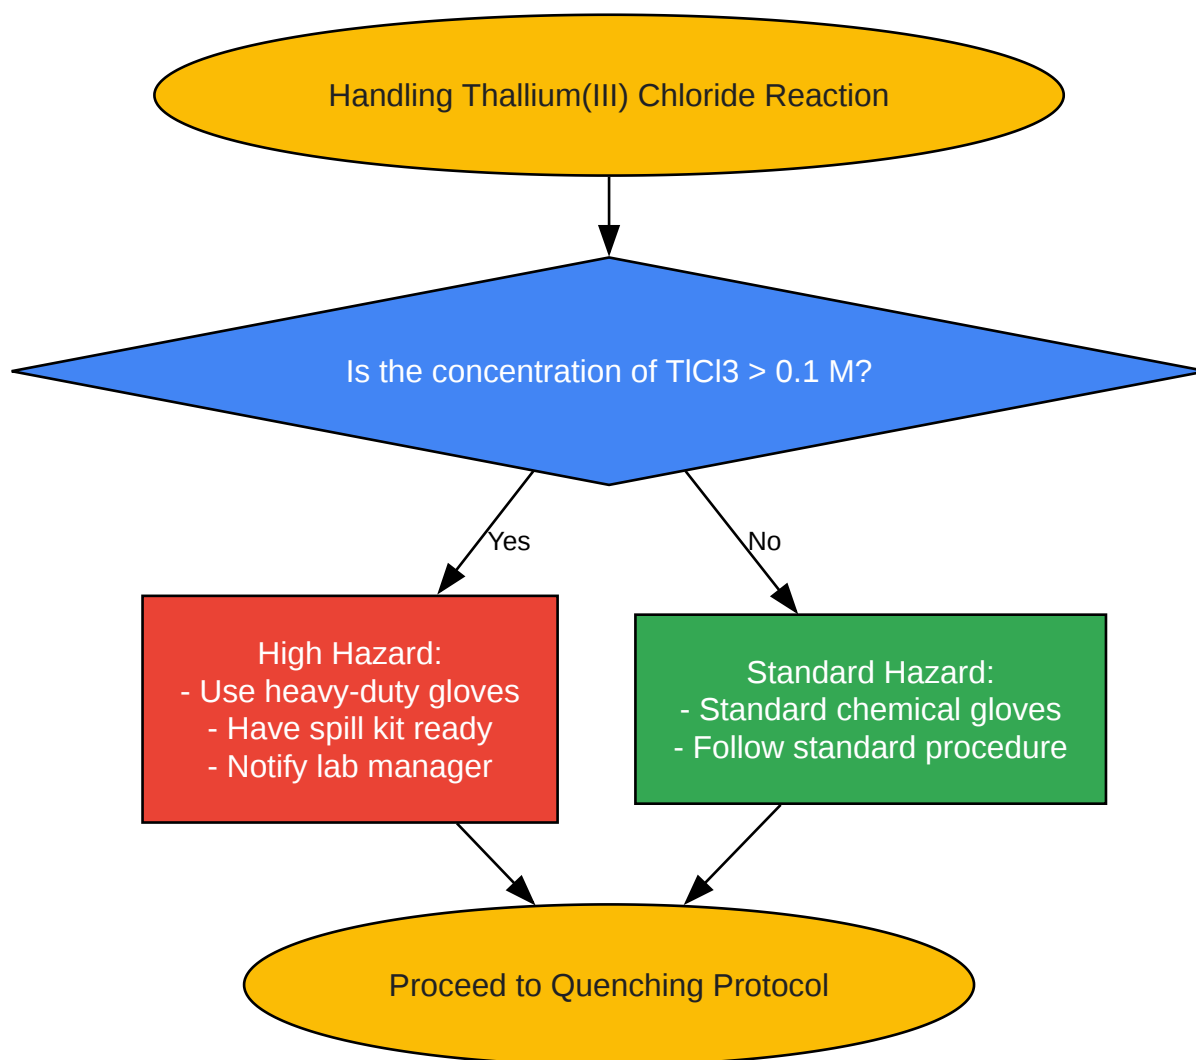 Handling Thallium(III) Chloride Reaction
Is the concentration of TlCl3 > 0.1 M?
Yes
No
High Hazard:
- Use heavy-duty gloves
- Have spill kit ready
- Notify lab manager
Standard Hazard:
- Standard chemical gloves
- Follow standard procedure
Proceed to Quenching Protocol